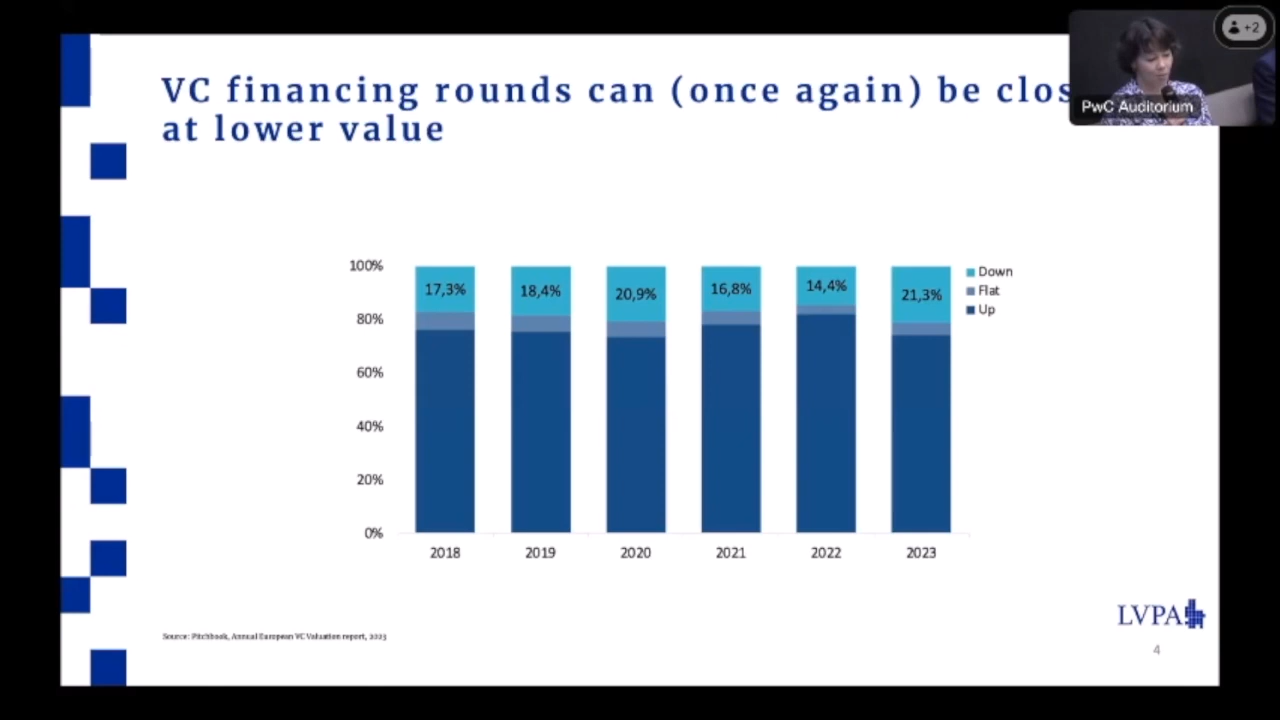 VC financing rounds can (once again) be clos
at lower value
+2
PwC Auditorium
100%
80%
60%
40%
20%
0%
17,3%
18,4%
20,9%
16,8%
14,4%
21,3%
Down
Flat
Up
2018
2019
2020
2021
2022
2023
Source: Pitchbook, Annual European VC Valuation report, 2023
LVPA
4